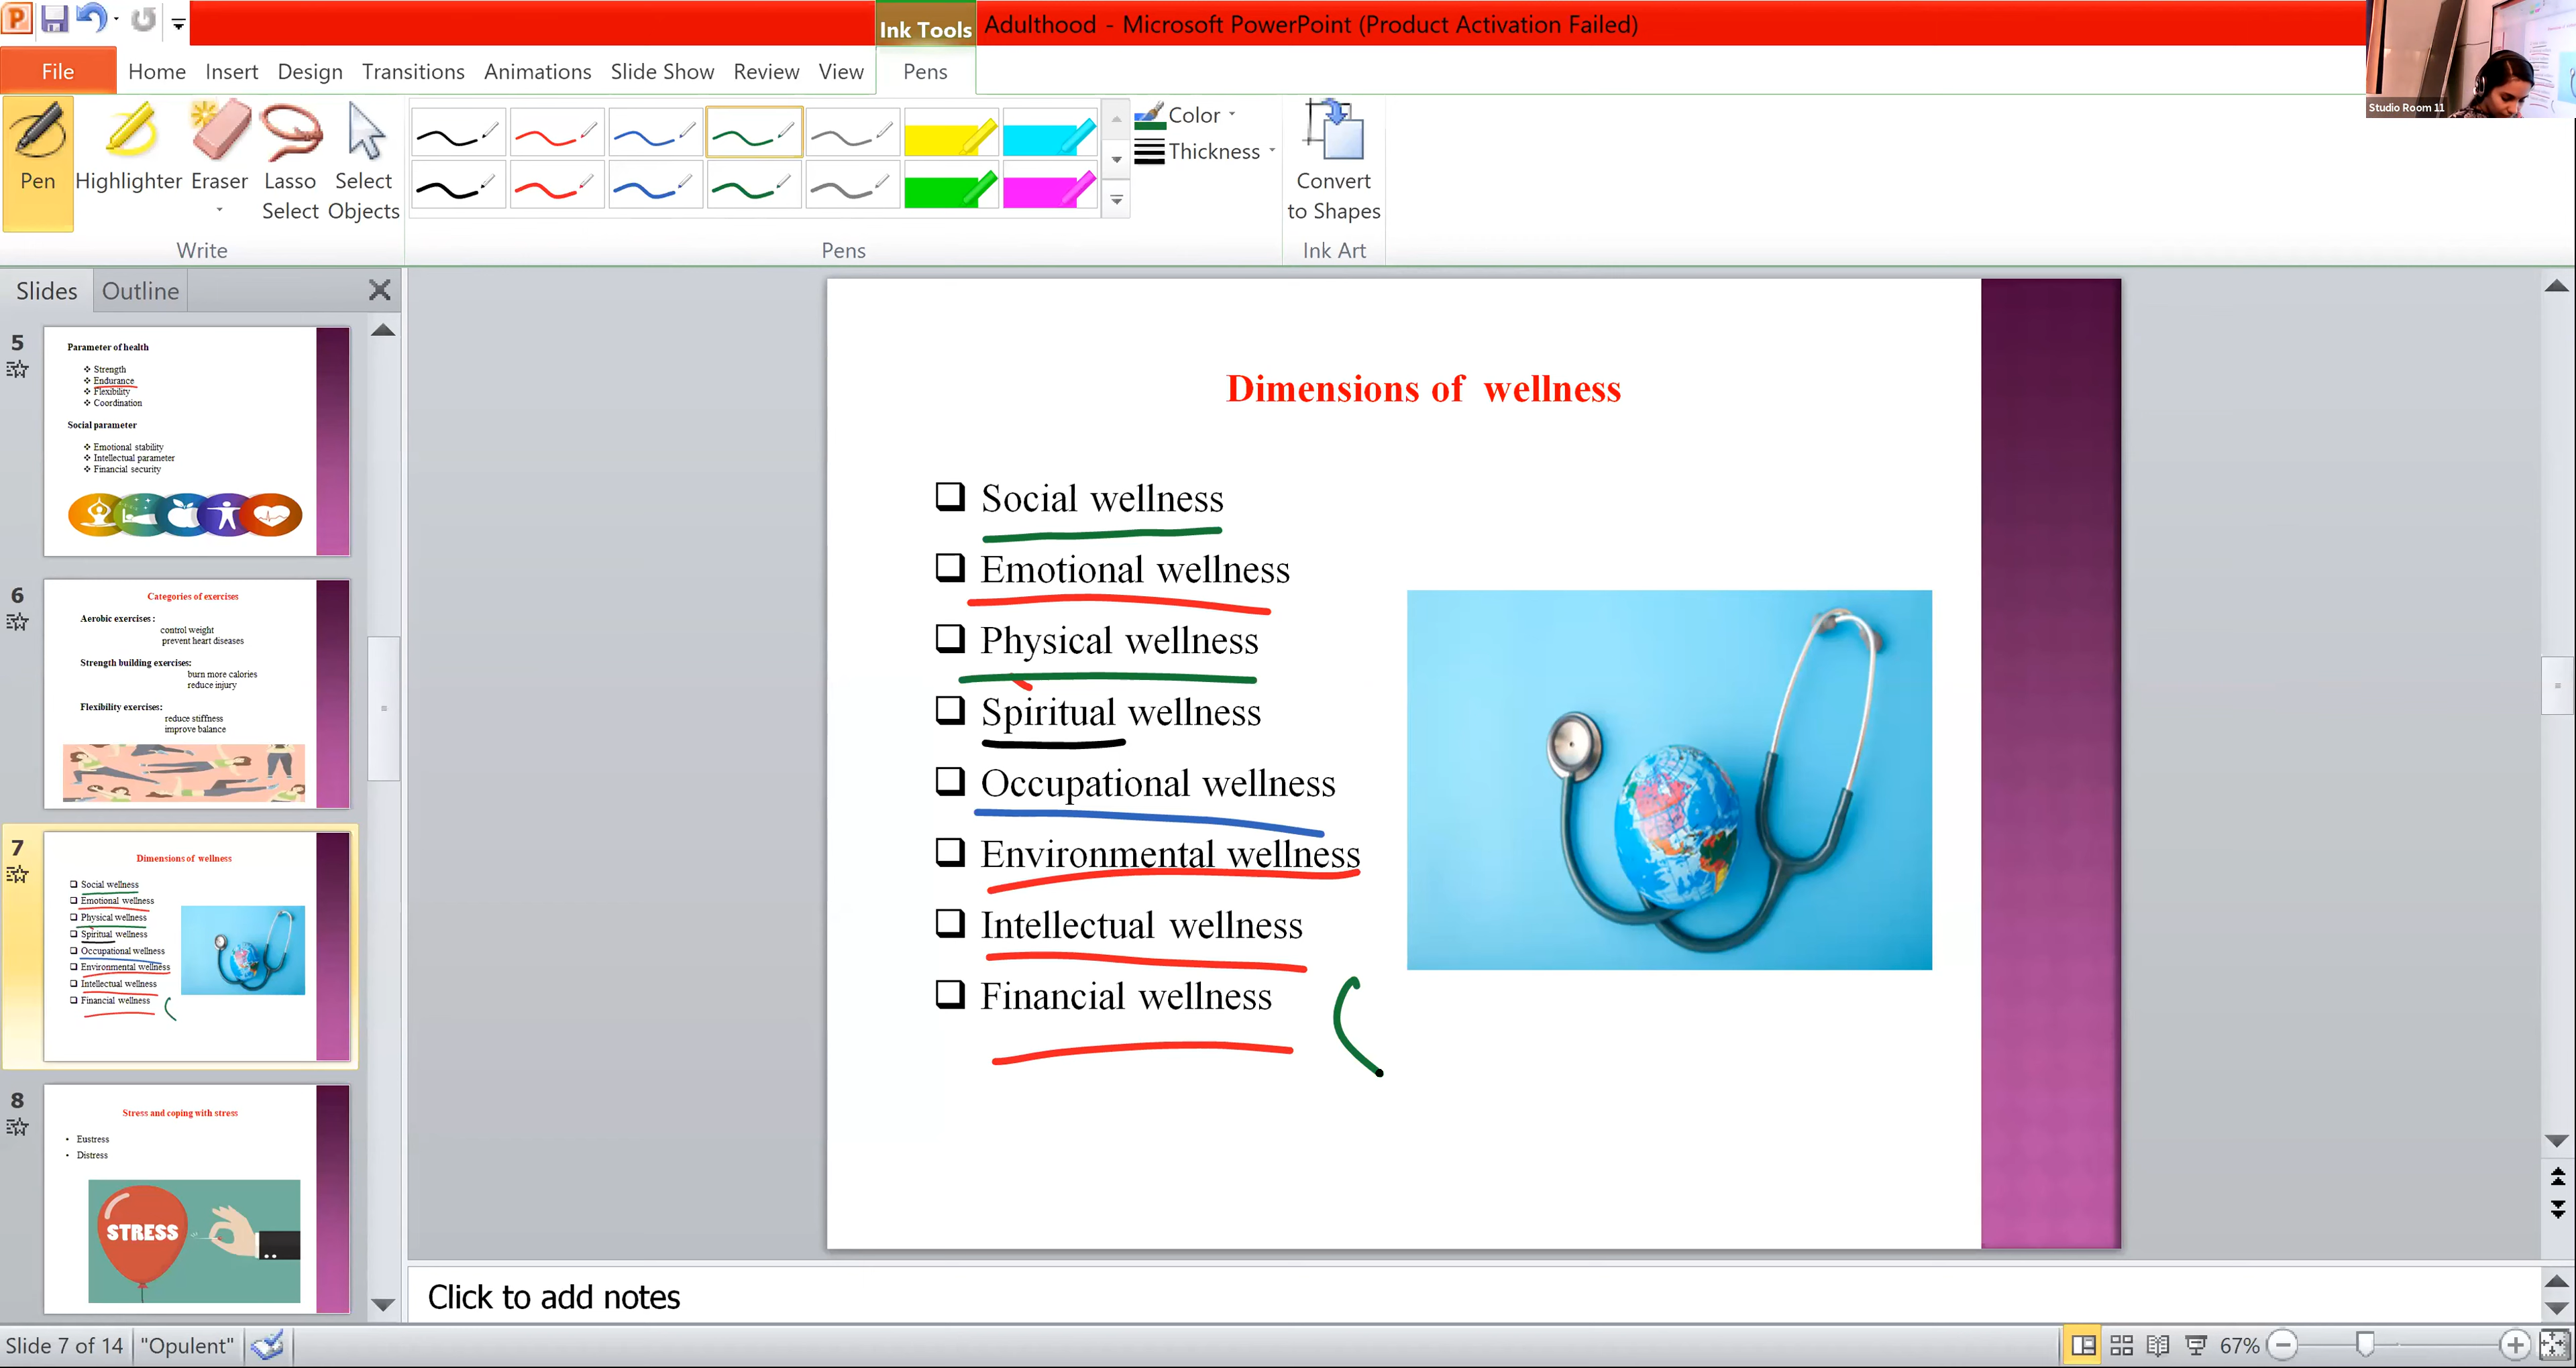 Ink Tools
Adulthood - Microsoft PowerPoint (Product Activation Failed)
File Home Insert Design Transitions Animations Slide Show Review View Pens
Studio Room 11
Pen Highlighter Eraser Lasso Select Select Objects
Color
Thickness
Convert to Shapes
Write Pens Ink Art
Slides Outline
5
Parameter of health
Strength
Endurance
Flexibility
Coordination
Social parameter
Emotional stability
Intellectual parameter
Financial security
6
Categories of exercises
Aerobic exercises :
control weight
prevent heart diseases
Strength building exercises:
burn more calories
reduce injury
Flexibility exercises:
reduce stiffness
improve balance
7
Dimensions of wellness
Social wellness
Emotional wellness
Physical wellness
Spiritual wellness
Occupational wellness
Environmental wellness
Intellectual wellness
Financial wellness
8
Stress and coping with stress
Eustress
Distress
STRESS
Dimensions of wellness
Social wellness
Emotional wellness
Physical wellness
Spiritual wellness
Occupational wellness
Environmental wellness
Intellectual wellness
Financial wellness
Click to add notes
Slide 7 of 14 "Opulent" 67%